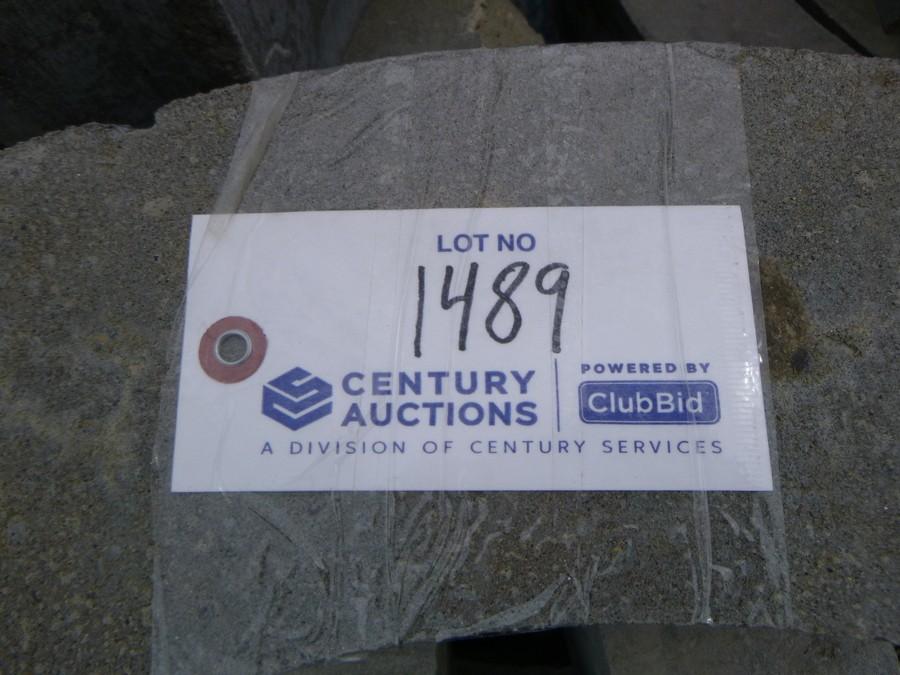 LOT NO
1489
CENTURY
AUCTIONS
POWERED BY
ClubBid
A DIVISION OF CENTURY SERVICES